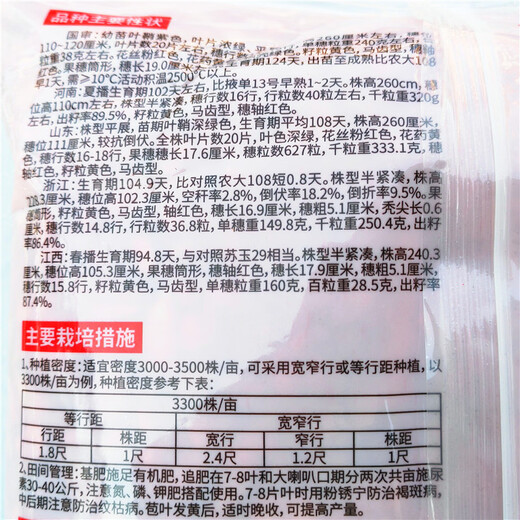 品种主要性状
国南：幼苗叶鞘紫色，叶片浓绿，
110-120厘米，叶片数20片左右，单穗粒重240克左右，
重38克左右。花丝粉红色，花药黄
红色，果穗筒形，穗长19.0厘米
早1天，需≥10℃活动积温2500℃以上。
河南：夏播生育期102天左右，比掖单13号早熟1~2天。株高260cm，
位高110cm左右，株型半紧凑，穗行数16行，行粒数40粒左右，千粒重320g
左右，出籽率89.5%，籽粒黄色，马齿型，穗轴红色。
山东：株型平展，苗期叶鞘深绿色，生育期平均108天，株高260厘米，
穗位111厘米，较抗倒伏。全株叶片数20片，叶色深绿，花丝粉红色，花药黄
色，穗行数16-18行，果穗穗长17.6厘米，穗粒数627粒，千粒重333.1克，穗
轴红色，籽粒黄色，马齿型。
浙江：生育期104.9天，比对照农大108短0.8天。株型半紧凑，株高
228.3厘米，穗位高102.3厘米，空秆率2.8%，倒伏率18.2%，倒折率9.5%。果
穗筒形，籽粒黄色，马齿型，轴红色，穗长16.9厘米，穗粗5.1厘米，秃尖长0.6
厘米，穗行数14.8行，行粒数36.8粒，单穗重149.8克，千粒重250.4克，出籽
率86.4%。
江西：春播生育期94.8天，与对照苏玉29相当。株型半紧凑，株高240.3
厘米，穗位高105.3厘米，果穗筒形，穗轴红色，穗长17.9厘米，穗粗5.1厘米，
穗行数15.8行，籽粒黄色，马齿型，单穗粒重160克，百粒重28.5克，出籽率
87.4%。
主要栽培措施
1、种植密度：适宜密度3000-3500株/亩，可采用宽窄行或等行距种植，以
3300株/亩为例，种植密度参考下表：
3300株/亩
等行距 宽窄行
行距 株距 宽行 窄行 株距
1.8尺 1尺 2.4尺 1.2尺 1尺
2、田间管理：基肥施足有机肥，追肥在7-8叶和大喇叭口期分两次共亩施尿
素30-40公斤，注意氮、磷、钾肥搭配使用。7-8片叶时用粉锈宁防治褐斑病，
中后期注意防治纹枯病。苞叶发黄后，适时晚收，可提高产量。